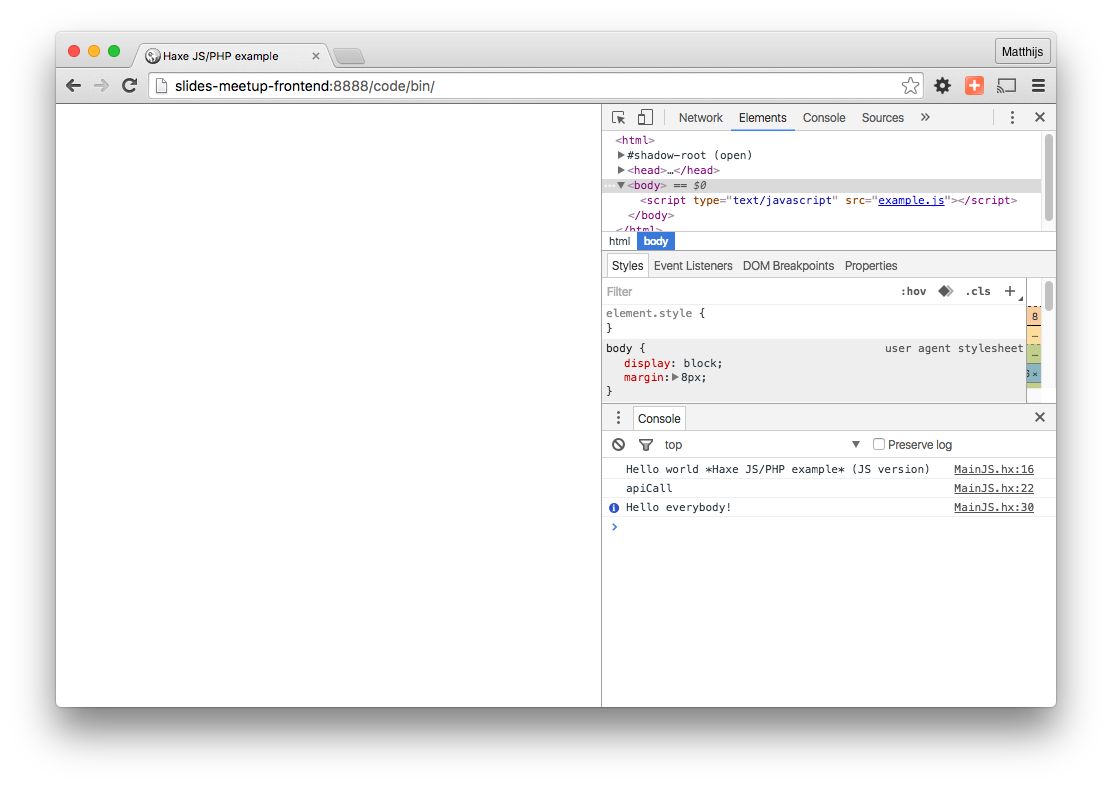 Haxe JS/PHP example
Matthijs
slides-meetup-frontend:8888/code/bin/
Network Elements Console Sources »
<html>
#shadow-root (open)
<head>…</head>
<body> == $0
<script type="text/javascript" src="example.js"></script>
</body>
</html>
html body
Styles Event Listeners DOM Breakpoints Properties
Filter :hov .cls +
element.style {
}
8
body { user agent stylesheet
display: block;
margin: 8px;
}
Console
top Preserve log
Hello world *Haxe JS/PHP example* (JS version) MainJS.hx:16
apiCall MainJS.hx:22
Hello everybody! MainJS.hx:30